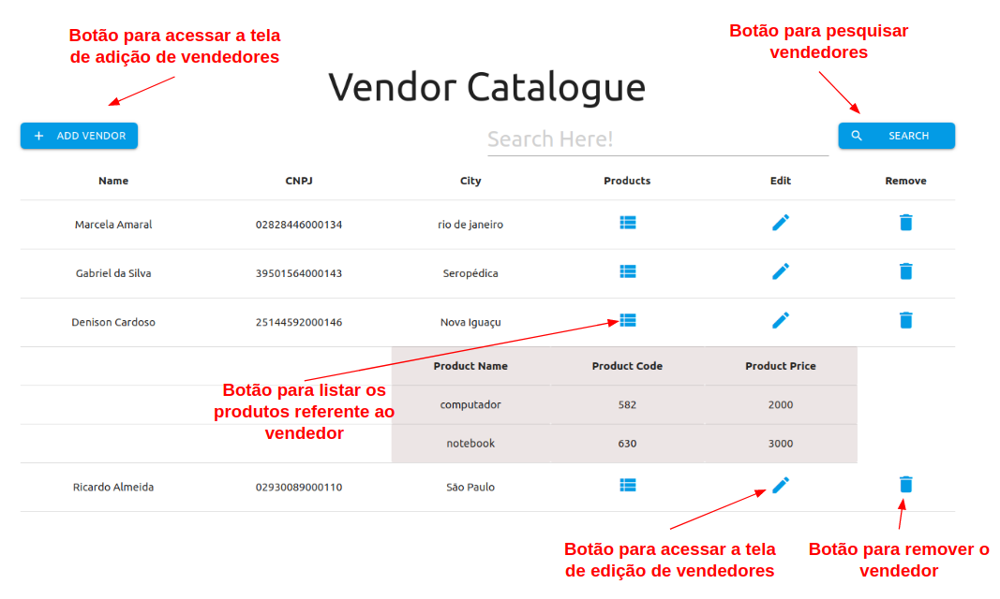 Botão para acessar a tela
de adição de vendedores
Botão para pesquisar
vendedores
Vendor Catalogue
ADD VENDOR
Search Here!
SEARCH
Name CNPJ City Products Edit Remove
Marcela Amaral 02828446000134 rio de janeiro
Gabriel da Silva 39501564000143 Seropédica
Denison Cardoso 25144592000146 Nova Iguaçu
Product Name Product Code Product Price
computador 582 2000
notebook 630 3000
Botão para listar os
produtos referente ao
vendedor
Ricardo Almeida 02930089000110 São Paulo
Botão para acessar a tela
de edição de vendedores
Botão para remover o
vendedor